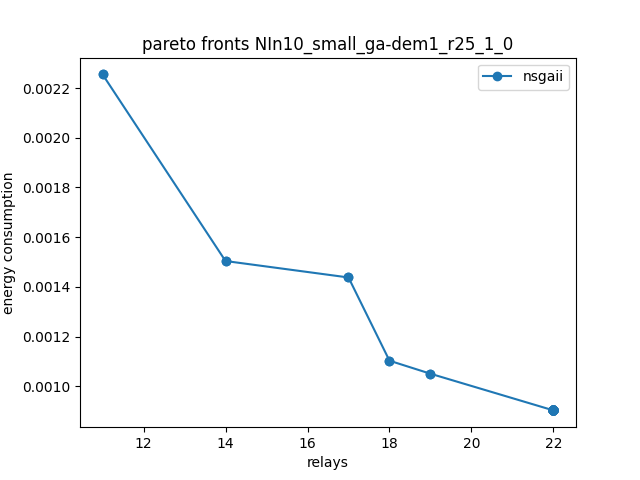 pareto fronts NIn10_small_ga-dem1_r25_1_0
nsgaii
0.0022
0.0020
0.0018
0.0016
0.0014
0.0012
0.0010
energy consumption
12 14 16 18 20 22
relays